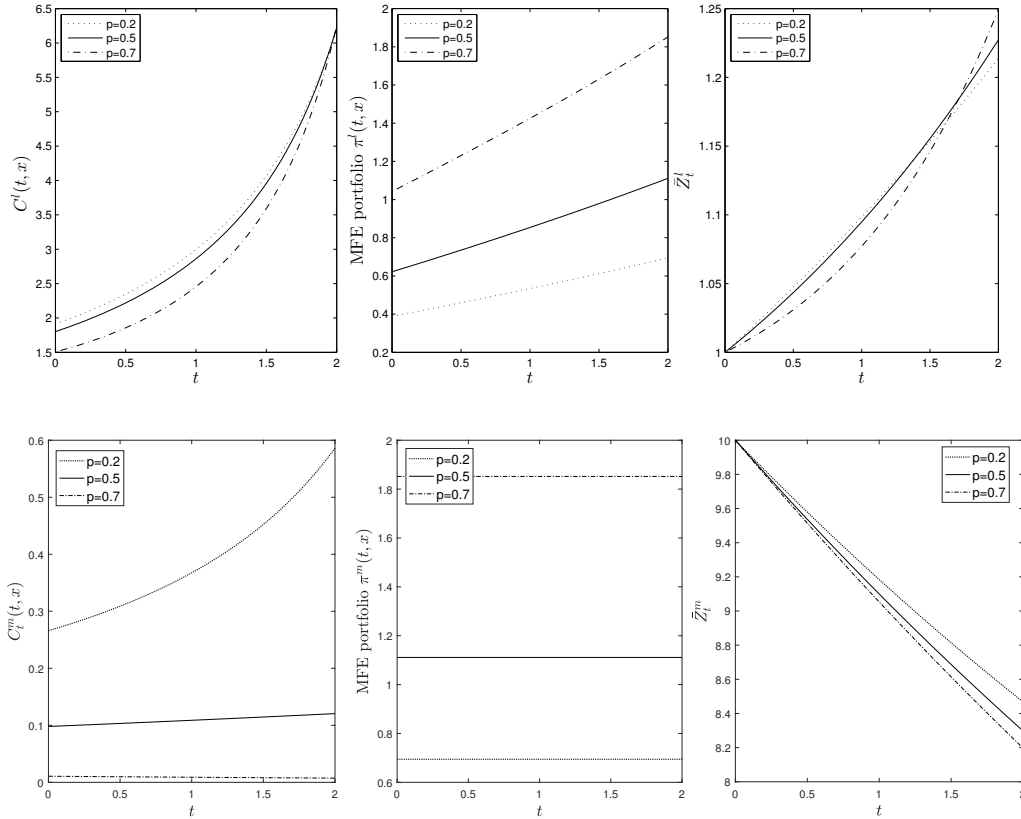 p=0.2
p=0.5
p=0.7
6.5
6
5.5
5
4.5
4
3.5
3
2.5
2
1.5
0 0.5 1 1.5 2
C^l(t, x)
t
p=0.2
p=0.5
p=0.7
2
1.8
1.6
1.4
1.2
1
0.8
0.6
0.4
0.2
0 0.5 1 1.5 2
MFE portfolio π^l(t, x)
t
p=0.2
p=0.5
p=0.7
1.25
1.2
1.15
1.1
1.05
1
0 0.5 1 1.5 2
Z̄_t^l
t
p=0.2
p=0.5
p=0.7
0.6
0.5
0.4
0.3
0.2
0.1
0
0 0.5 1 1.5 2
C_t^m(t, x)
t
p=0.2
p=0.5
p=0.7
2
1.8
1.6
1.4
1.2
1
0.8
0.6
0 0.5 1 1.5 2
MFE portfolio π^m(t, x)
t
p=0.2
p=0.5
p=0.7
10
9.8
9.6
9.4
9.2
9
8.8
8.6
8.4
8.2
8
0 0.5 1 1.5 2
Z̄_t^m
t